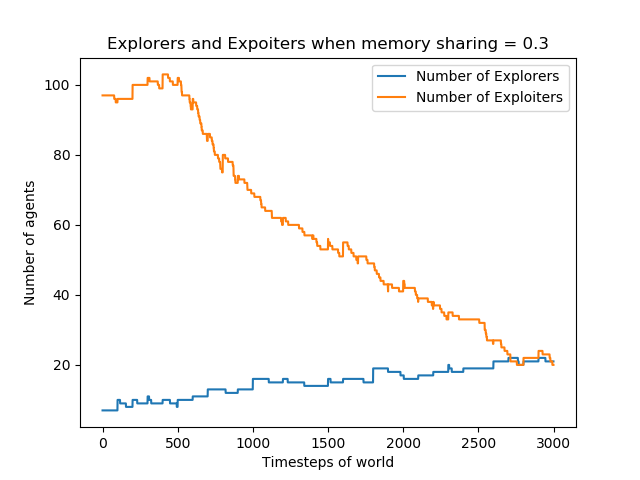 Explorers and Expoiters when memory sharing = 0.3
Number of Explorers
Number of Exploiters
Number of agents
100
80
60
40
20
0 500 1000 1500 2000 2500 3000
Timesteps of world